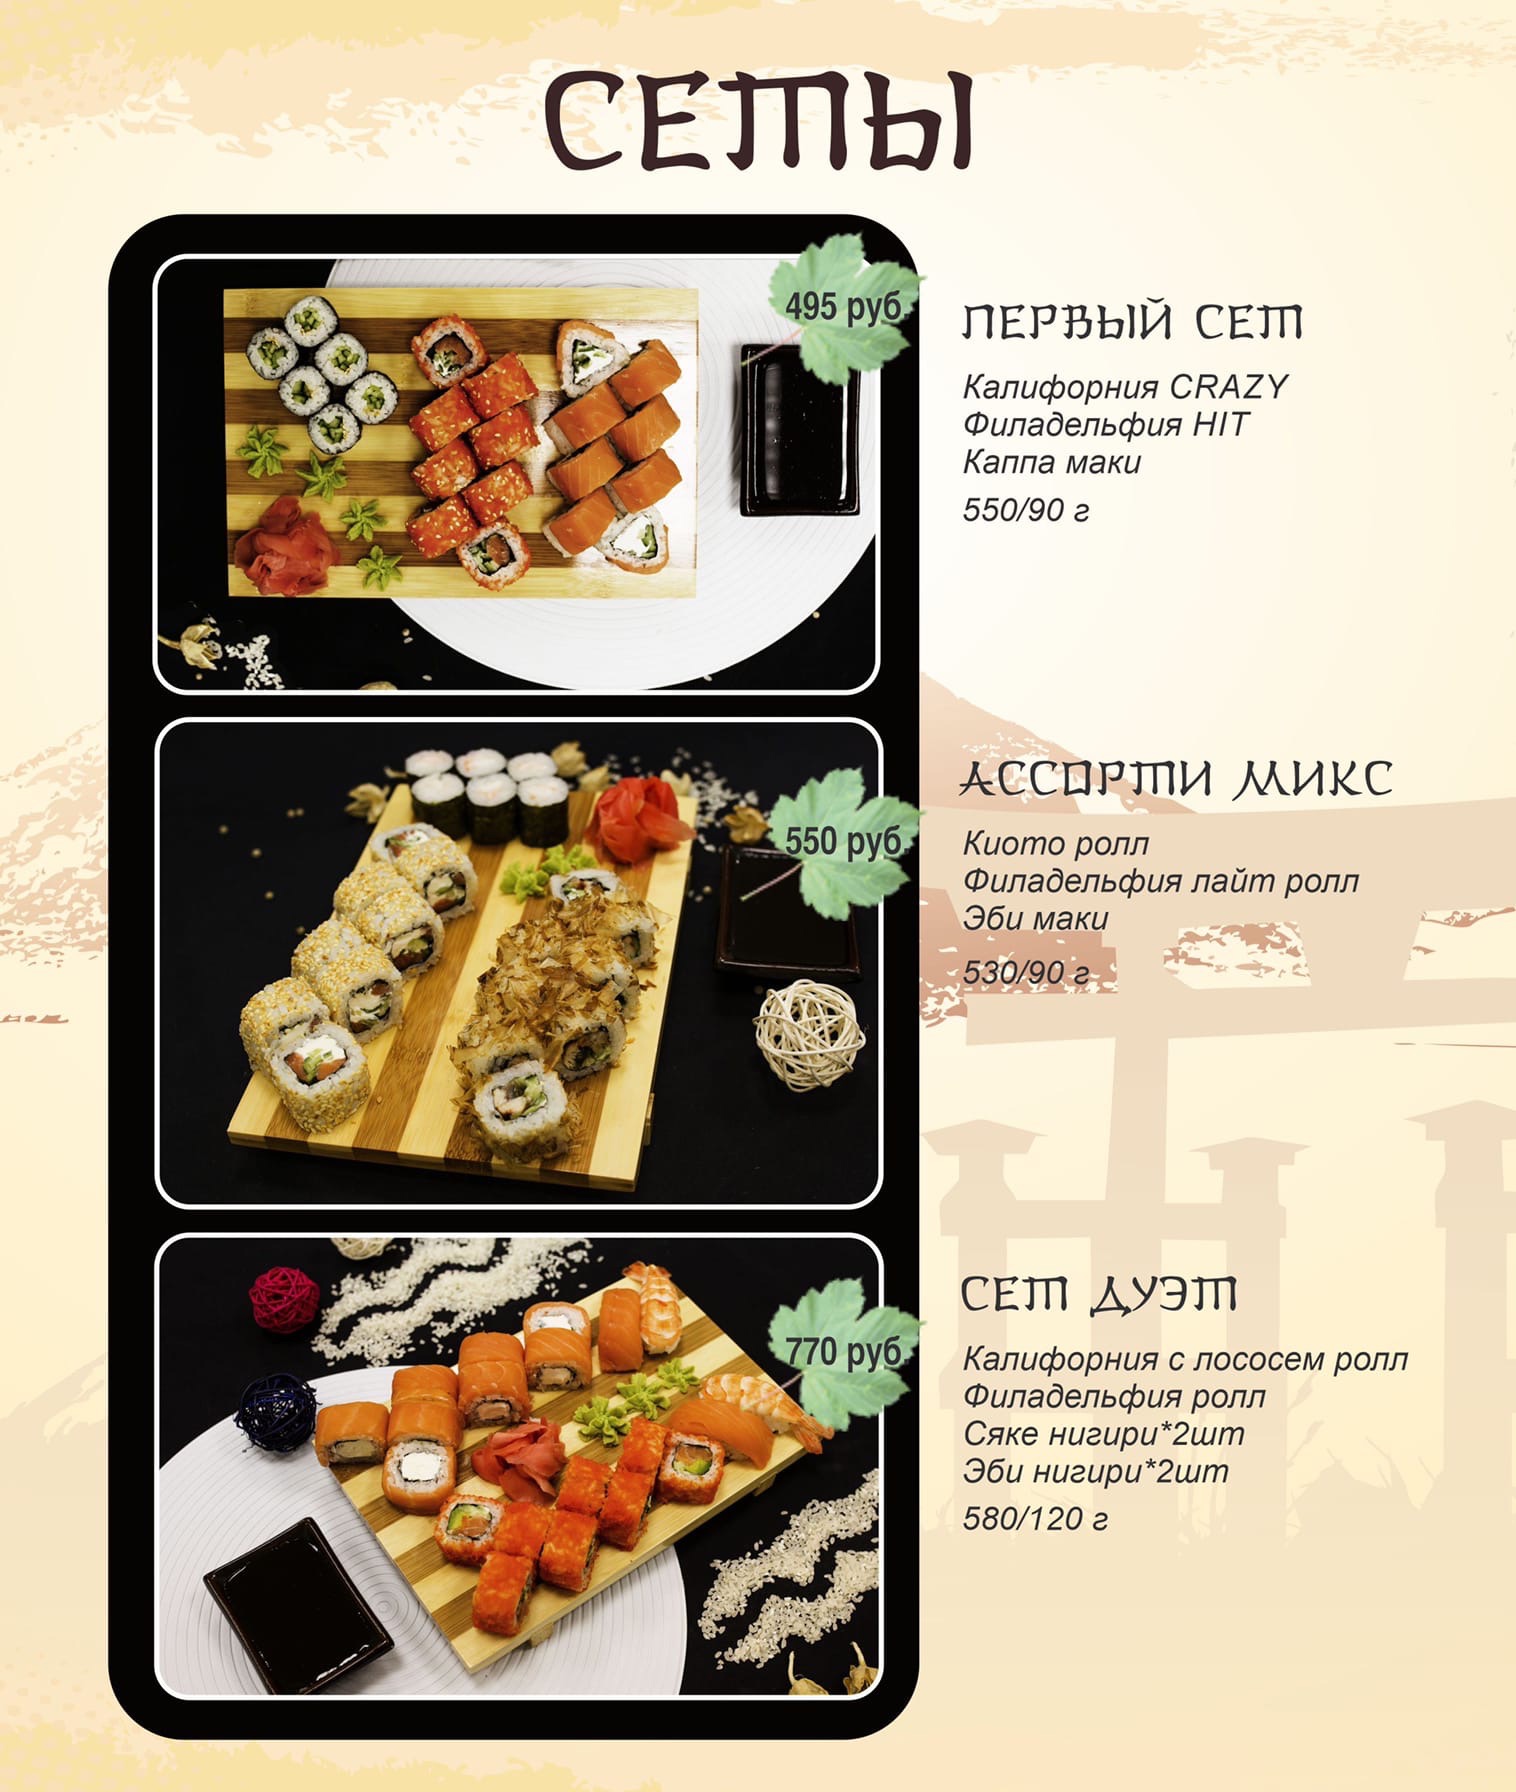 СЕТЫ
495 руб
ПЕРВЫЙ СЕТ
Калифорния CRAZY
Филадельфия HIT
Каппа маки
550/90 г
550 руб
АССОРТИ МИКС
Киото ролл
Филадельфия лайт ролл
Эби маки
530/90 г
770 руб
СЕТ ДУЭТ
Калифорния с лососем ролл
Филадельфия ролл
Сяке нигири*2шт
Эби нигири*2шт
580/120 г